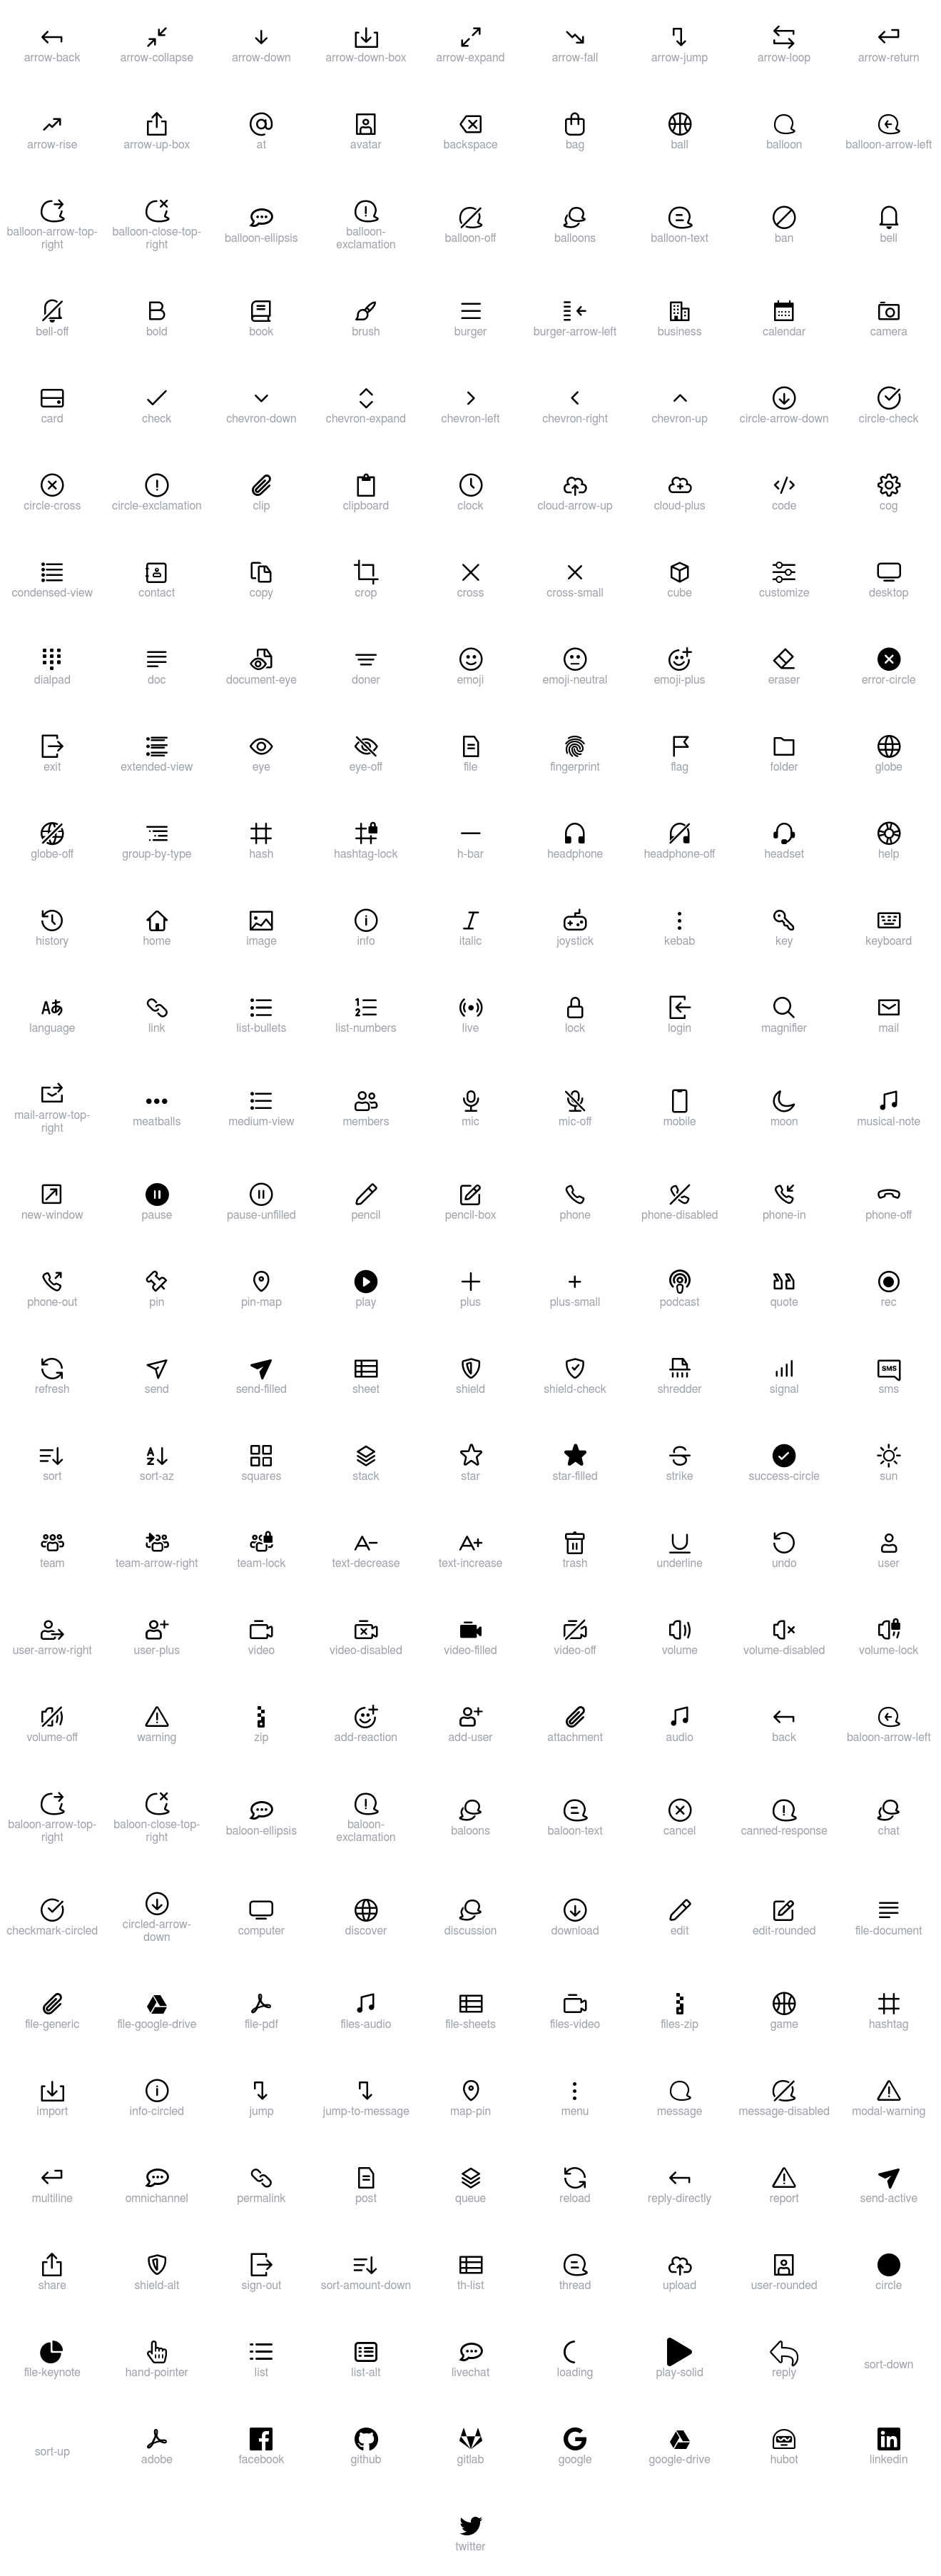 arrow-back arrow-collapse arrow-down arrow-down-box arrow-expand arrow-fall arrow-jump arrow-loop arrow-return
arrow-rise arrow-up-box at avatar backspace bag ball balloon balloon-arrow-left
balloon-arrow-top- balloon-close-top- balloon-ellipsis balloon- balloon-off balloons balloon-text ban bell
right right exclamation
bell-off bold book brush burger burger-arrow-left business calendar camera
card check chevron-down chevron-expand chevron-left chevron-right chevron-up circle-arrow-down circle-check
circle-cross circle-exclamation clip clipboard clock cloud-arrow-up cloud-plus code cog
condensed-view contact copy crop cross cross-small cube customize desktop
dialpad doc document-eye doner emoji emoji-neutral emoji-plus eraser error-circle
exit extended-view eye eye-off file fingerprint flag folder globe
globe-off group-by-type hash hashtag-lock h-bar headphone headphone-off headset help
history home image info italic joystick kebab key keyboard
Aあ
1
2
language link list-bullets list-numbers live lock login magnifier mail
mail-arrow-top- meatballs medium-view members mic mic-off mobile moon musical-note
right
new-window pause pause-unfilled pencil pencil-box phone phone-disabled phone-in phone-off
phone-out pin pin-map play plus plus-small podcast quote rec
SMS
refresh send send-filled sheet shield shield-check shredder signal sms
A
Z
sort sort-az squares stack star star-filled strike success-circle sun
team team-arrow-right team-lock text-decrease text-increase trash underline undo user
user-arrow-right user-plus video video-disabled video-filled video-off volume volume-disabled volume-lock
volume-off warning zip add-reaction add-user attachment audio back baloon-arrow-left
baloon-arrow-top- baloon-close-top- baloon-ellipsis baloon- baloons baloon-text cancel canned-response chat
right right exclamation
checkmark-circled circled-arrow- computer discover discussion download edit edit-rounded file-document
down
file-generic file-google-drive file-pdf files-audio file-sheets files-video files-zip game hashtag
import info-circled jump jump-to-message map-pin menu message message-disabled modal-warning
multiline omnichannel permalink post queue reload reply-directly report send-active
share shield-alt sign-out sort-amount-down th-list thread upload user-rounded circle
file-keynote hand-pointer list list-alt livechat loading play-solid reply sort-down
sort-up adobe facebook github gitlab google google-drive hubot linkedin
twitter